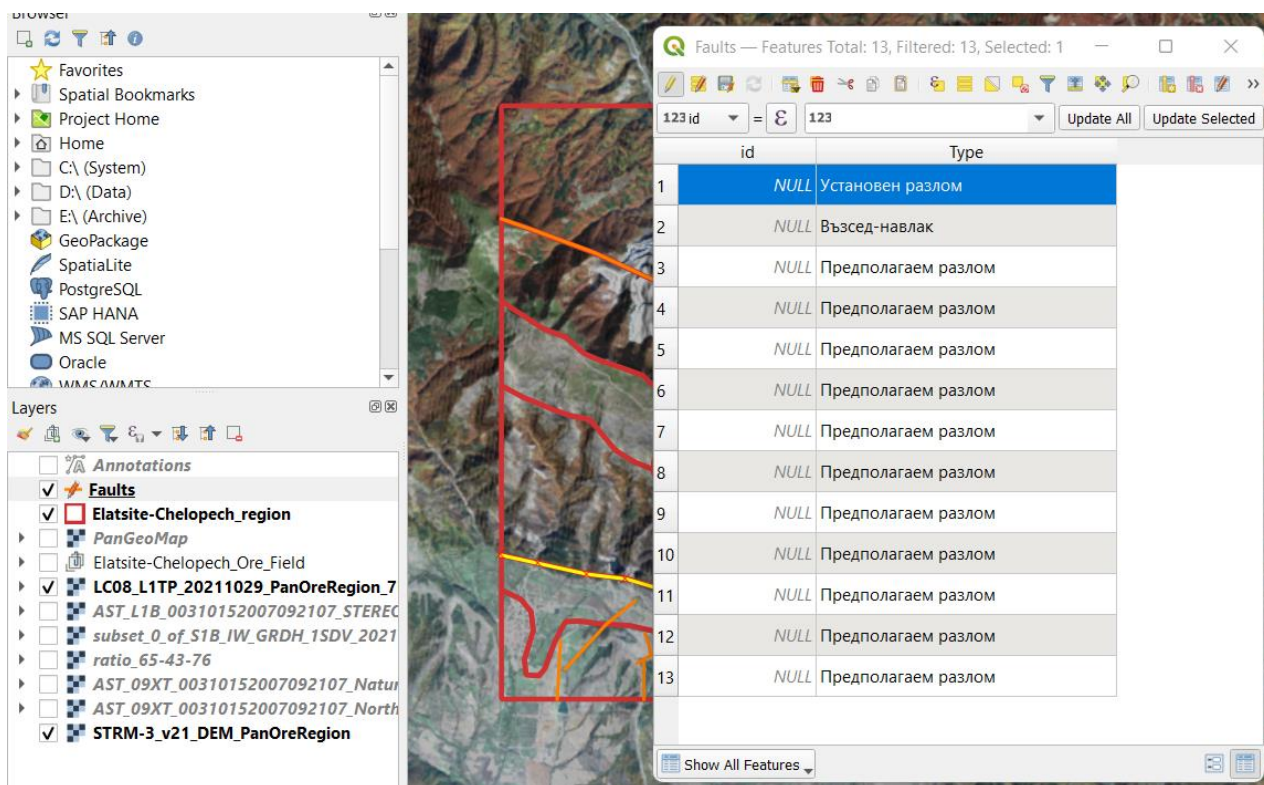 Browser
Favorites
Spatial Bookmarks
Project Home
Home
C:\ (System)
D:\ (Data)
E:\ (Archive)
GeoPackage
SpatiaLite
PostgreSQL
SAP HANA
MS SQL Server
Oracle
WMS/WMTS
Layers
Annotations
Faults
Elatsite-Chelopech_region
PanGeoMap
Elatsite-Chelopech_Ore_Field
LC08_L1TP_20211029_PanOreRegion_7
AST_L1B_00310152007092107_STEREO
subset_0_of_S1B_IW_GRDH_1SDV_2021
ratio_65-43-76
AST_09XT_00310152007092107_Natur
AST_09XT_00310152007092107_North
STRM-3_v21_DEM_PanOreRegion
Faults — Features Total: 13, Filtered: 13, Selected: 1
123 id = ε 123 Update All Update Selected
id Type
1 NULL Установен разлом
2 NULL Възсед-навлак
3 NULL Предполагаем разлом
4 NULL Предполагаем разлом
5 NULL Предполагаем разлом
6 NULL Предполагаем разлом
7 NULL Предполагаем разлом
8 NULL Предполагаем разлом
9 NULL Предполагаем разлом
10 NULL Предполагаем разлом
11 NULL Предполагаем разлом
12 NULL Предполагаем разлом
13 NULL Предполагаем разлом
Show All Features